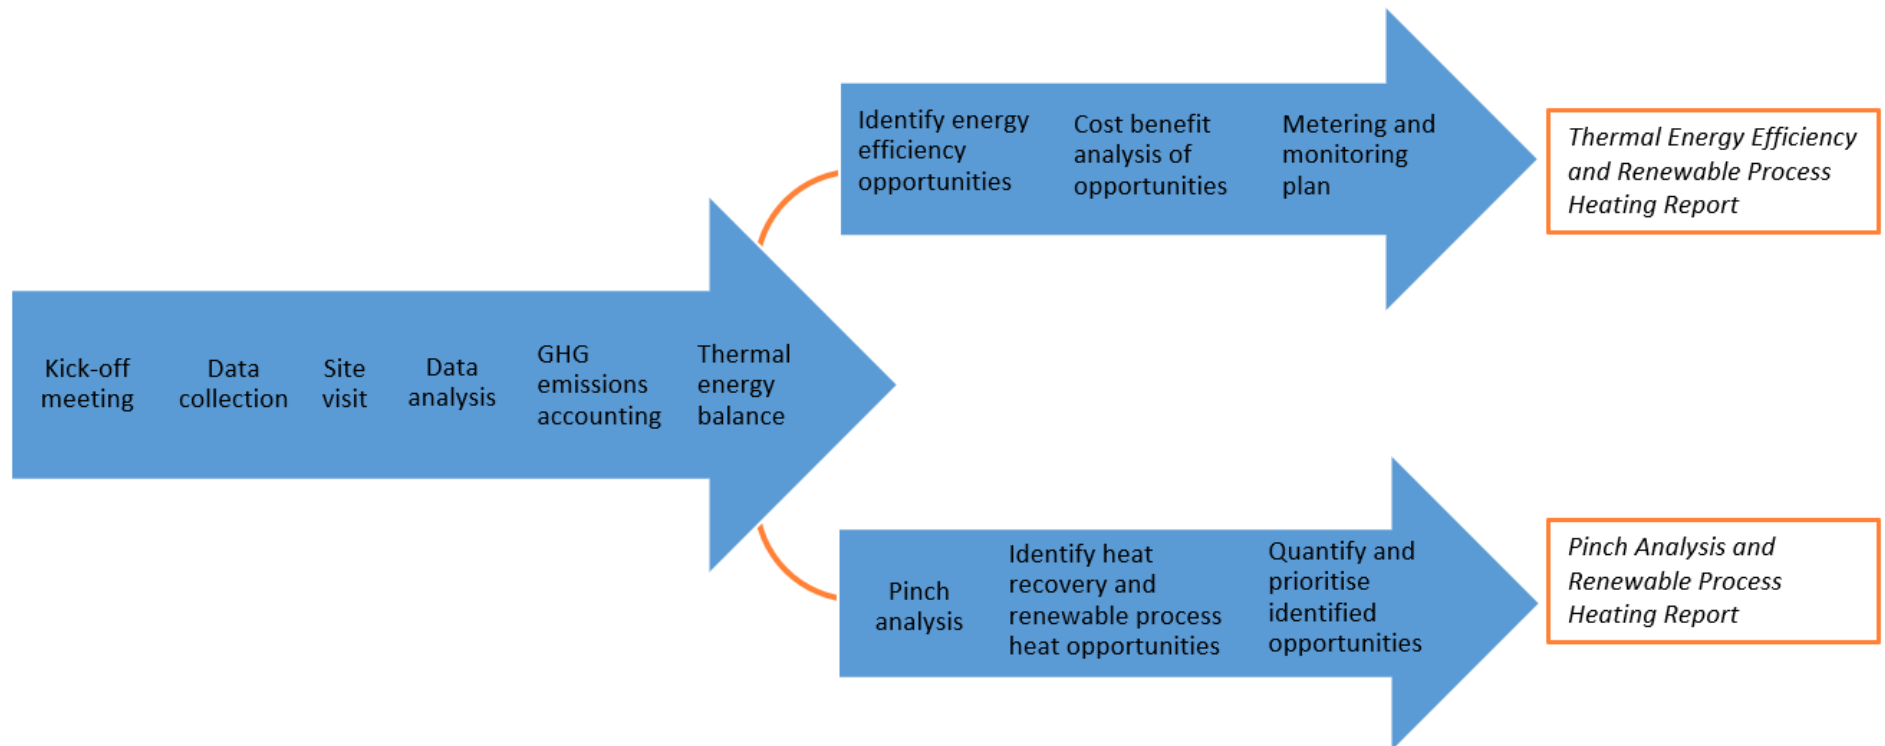 Kick-off
meeting
Data
collection
Site
visit
Data
analysis
GHG
emissions
accounting
Thermal
energy
balance
Identify energy
efficiency
opportunities
Cost benefit
analysis of
opportunities
Metering and
monitoring
plan
Thermal Energy Efficiency
and Renewable Process
Heating Report
Pinch
analysis
Identify heat
recovery and
renewable process
heat opportunities
Quantify and
prioritise
identified
opportunities
Pinch Analysis and
Renewable Process
Heating Report